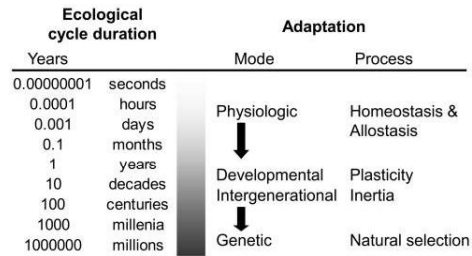 Ecological
cycle duration
Adaptation
Years
Mode
Process
0.00000001 seconds
0.0001 hours
Physiologic
Homeostasis &
Allostasis
0.001 days
0.1 months
1 years
10 decades
Developmental
Intergenerational
Plasticity
Inertia
100 centuries
1000 millenia
1000000 millions
Genetic
Natural selection